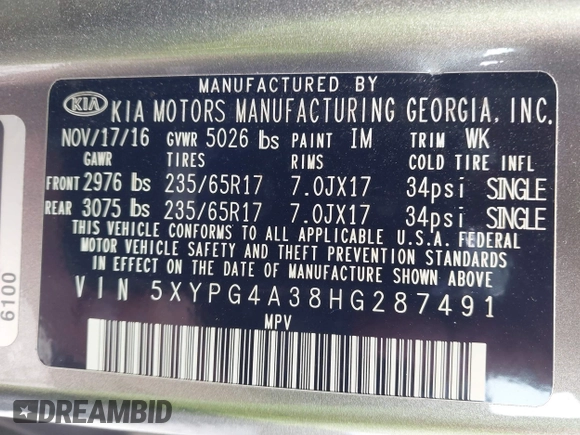 MANUFACTURED BY
KIA KIA MOTORS MANUFACTURING GEORGIA, INC.
NOV/17/16 GVWR 5026 lbs PAINT IM TRIM WK
GAWR TIRES RIMS COLD TIRE INFL
FRONT 2976 lbs 235/65R17 7.0JX17 34psi SINGLE
REAR 3075 lbs 235/65R17 7.0JX17 34psi SINGLE
THIS VEHICLE CONFORMS TO ALL APPLICABLE U.S.A. FEDERAL
MOTOR VEHICLE SAFETY AND THEFT PREVENTION STANDARDS
IN EFFECT ON THE DATE OF MANUFACTURE SHOWN ABOVE.
VIN 5XYPG4A38HG287491
MPV
6100
DREAMBID